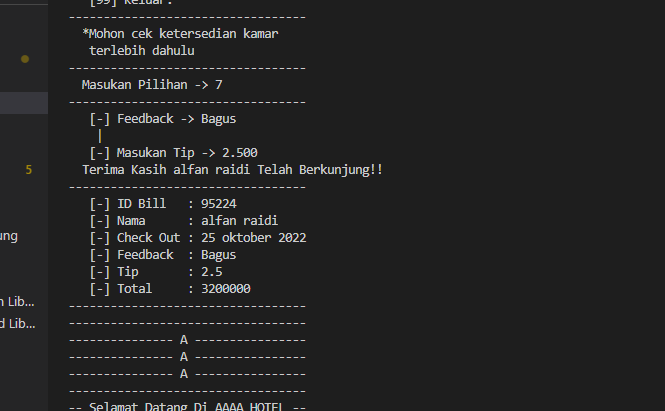 [99] Keluar.
----------------------------------
*Mohon cek ketersedian kamar
terlebih dahulu
----------------------------------
Masukan Pilihan -> 7
----------------------------------
[-] Feedback -> Bagus
|
[-] Masukan Tip -> 2.500
Terima Kasih alfan raidi Telah Berkunjung!!
----------------------------------
[-] ID Bill : 95224
[-] Nama : alfan raidi
[-] Check Out : 25 oktober 2022
[-] Feedback : Bagus
[-] Tip : 2.5
[-] Total : 3200000
----------------------------------
----------------------------------
--------------- A ----------------
--------------- A ----------------
--------------- A ----------------
----------------------------------
-- Selamat Datang Di AAAA HOTEL --
5
ung
n Lib...
d Lib...